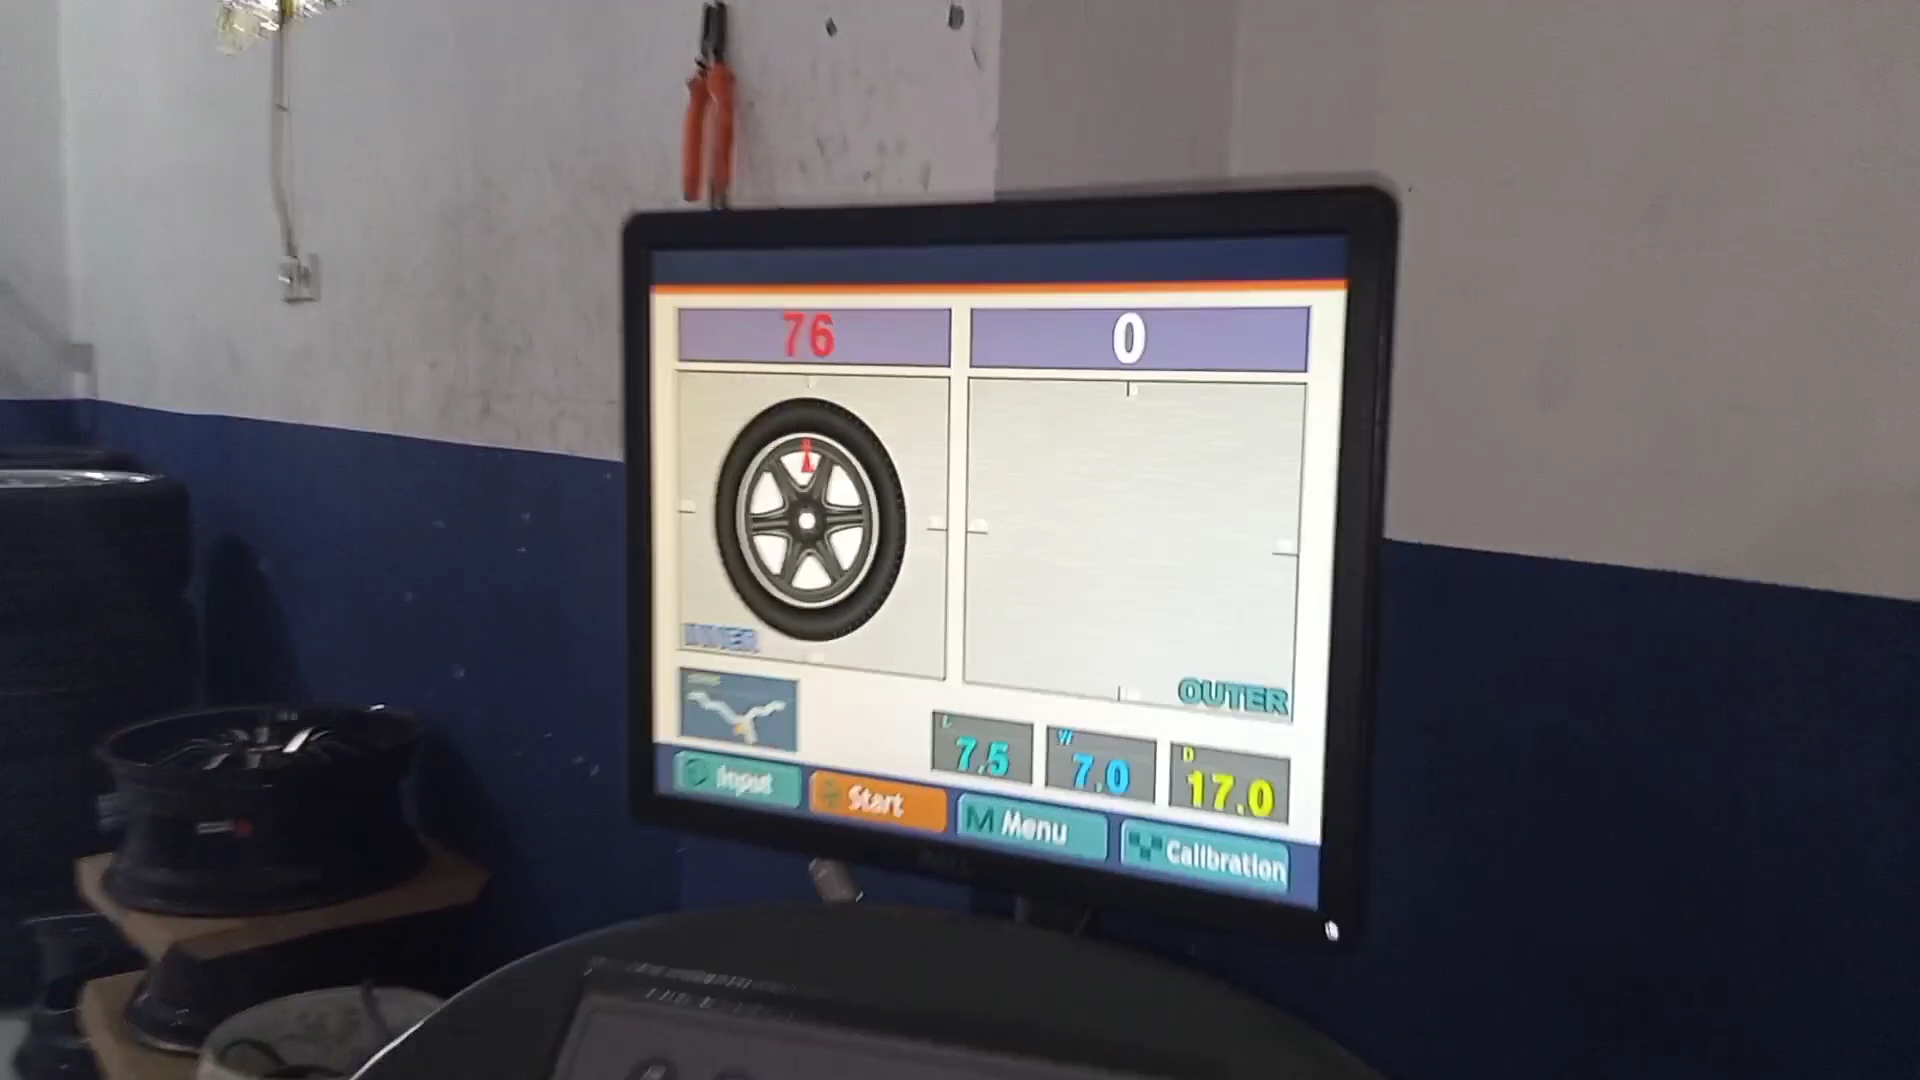 76
0
INNER
OUTER
L
7.5
W
7.0
D
17.0
Input
Start
M Menu
Calibration